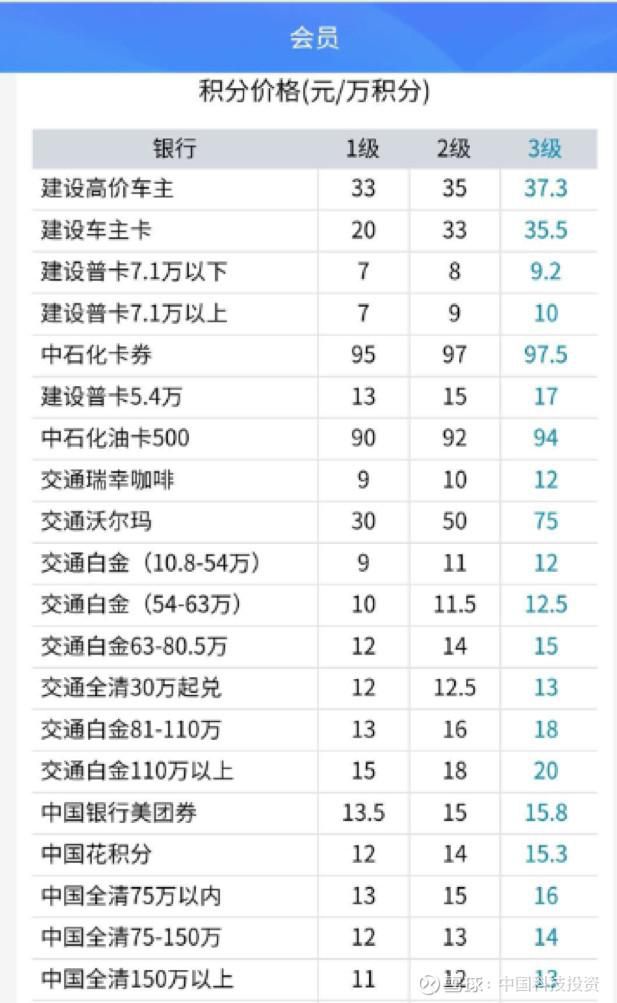 会员
积分价格(元/万积分)
银行 1级 2级 3级
建设高价车主 33 35 37.3
建设车主卡 20 33 35.5
建设普卡7.1万以下 7 8 9.2
建设普卡7.1万以上 7 9 10
中石化卡券 95 97 97.5
建设普卡5.4万 13 15 17
中石化油卡500 90 92 94
交通瑞幸咖啡 9 10 12
交通沃尔玛 30 50 75
交通白金（10.8-54万） 9 11 12
交通白金（54-63万） 10 11.5 12.5
交通白金63-80.5万 12 14 15
交通全清30万起兑 12 12.5 13
交通白金81-110万 13 16 18
交通白金110万以上 15 18 20
中国银行美团券 13.5 15 15.8
中国花积分 12 14 15.3
中国全清75万以内 13 15 16
中国全清75-150万 12 13 14
中国全清150万以上 11 12 13
雪球：中国科技投资